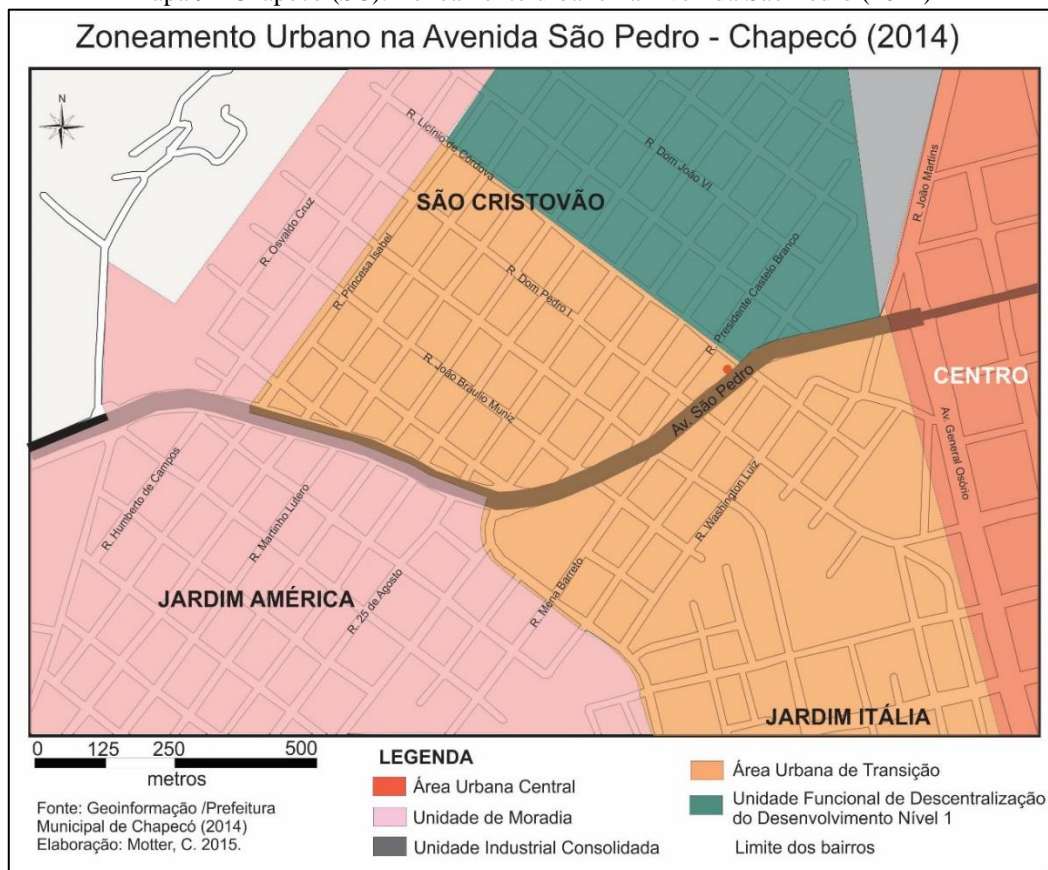 Zoneamento Urbano na Avenida São Pedro - Chapecó (2014)
N
R. Licínio de Córdova
R. Dom João VI
R. João Martins
SÃO CRISTOVÃO
R. Osvaldo Cruz
R. Princesa Isabel
R. Dom Pedro I
R. Presidente Castelo Branco
R. João Bráulio Muniz
Av. São Pedro
CENTRO
Av. General Osório
R. Humberto de Campos
R. Martinho Lutero
R. Washington Luiz
R. 25 de Agosto
R. Mena Barreto
JARDIM AMÉRICA
JARDIM ITÁLIA
0 125 250 500
metros
Fonte: Geoinformação /Prefeitura
Municipal de Chapecó (2014)
Elaboração: Motter, C. 2015.
LEGENDA
Área Urbana Central
Unidade de Moradia
Unidade Industrial Consolidada
Área Urbana de Transição
Unidade Funcional de Descentralização
do Desenvolvimento Nível 1
Limite dos bairros